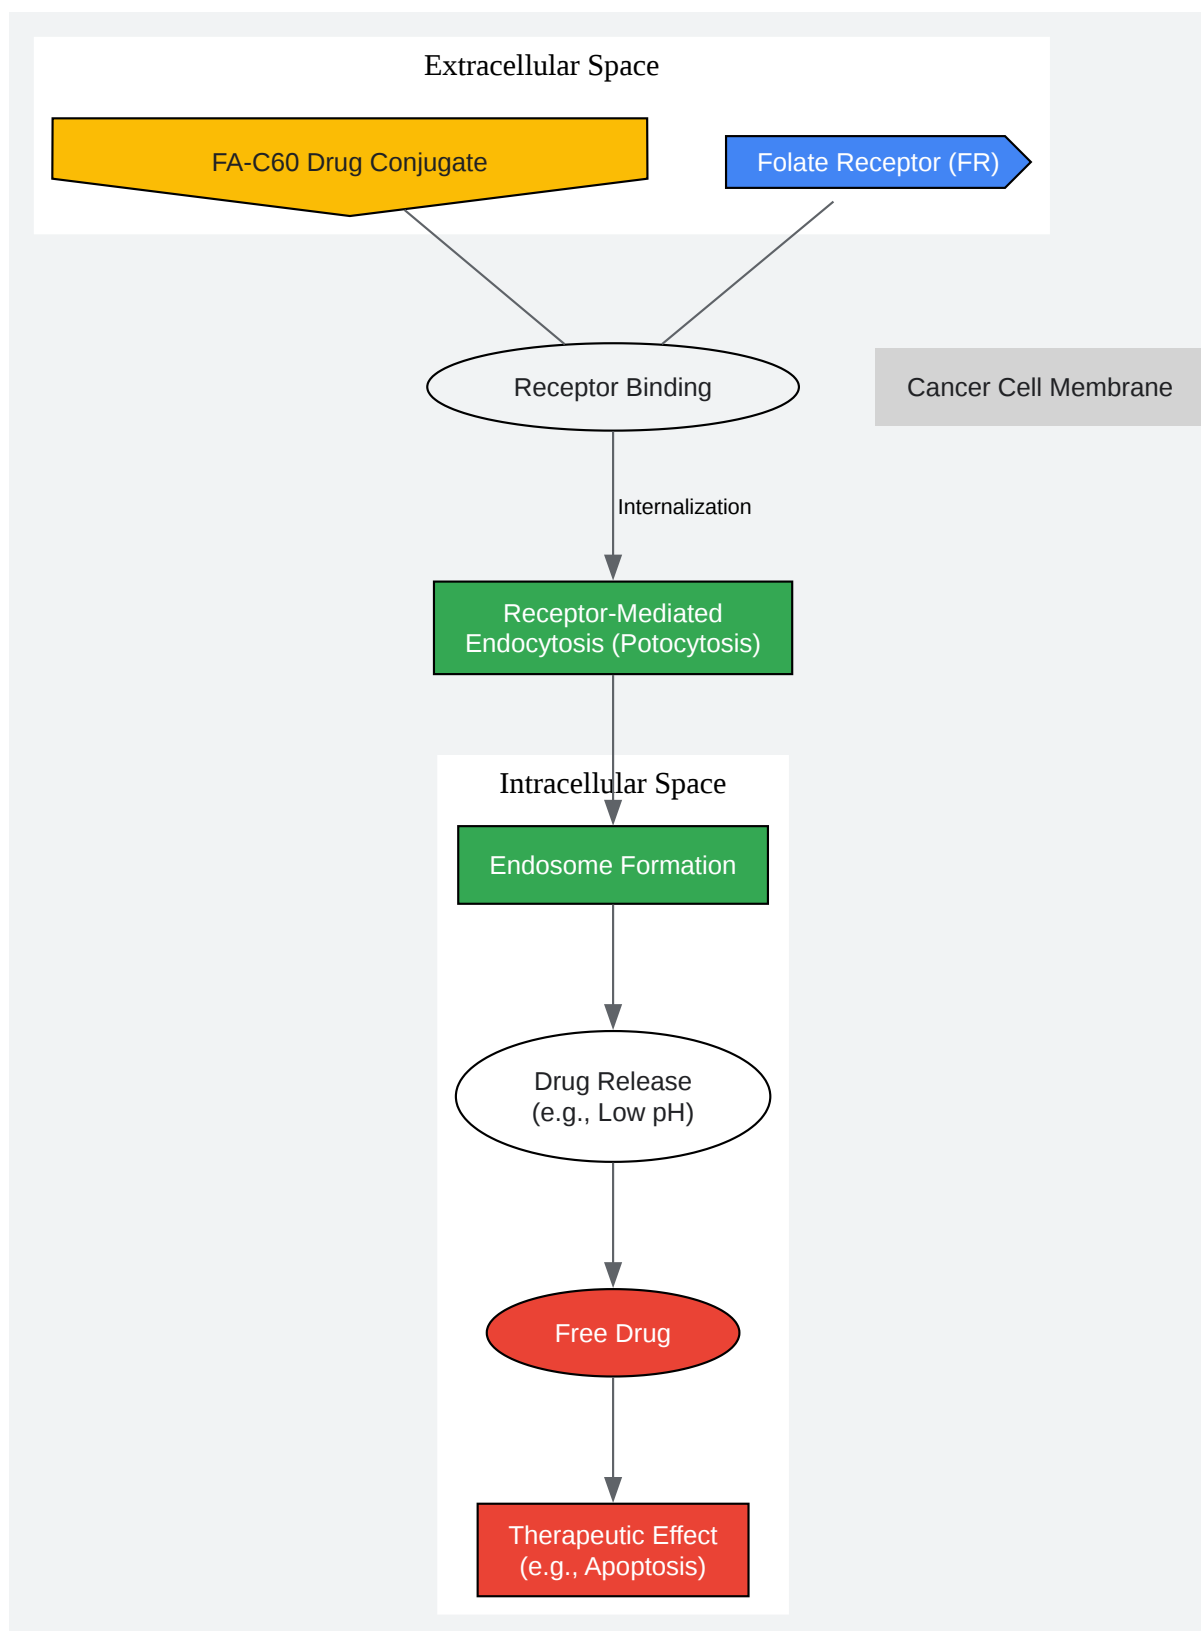 Extracellular Space
FA-C60 Drug Conjugate
Folate Receptor (FR)
Receptor Binding
Cancer Cell Membrane
Internalization
Receptor-Mediated
Endocytosis (Potocytosis)
Intracellular Space
Endosome Formation
Drug Release
(e.g., Low pH)
Free Drug
Therapeutic Effect
(e.g., Apoptosis)